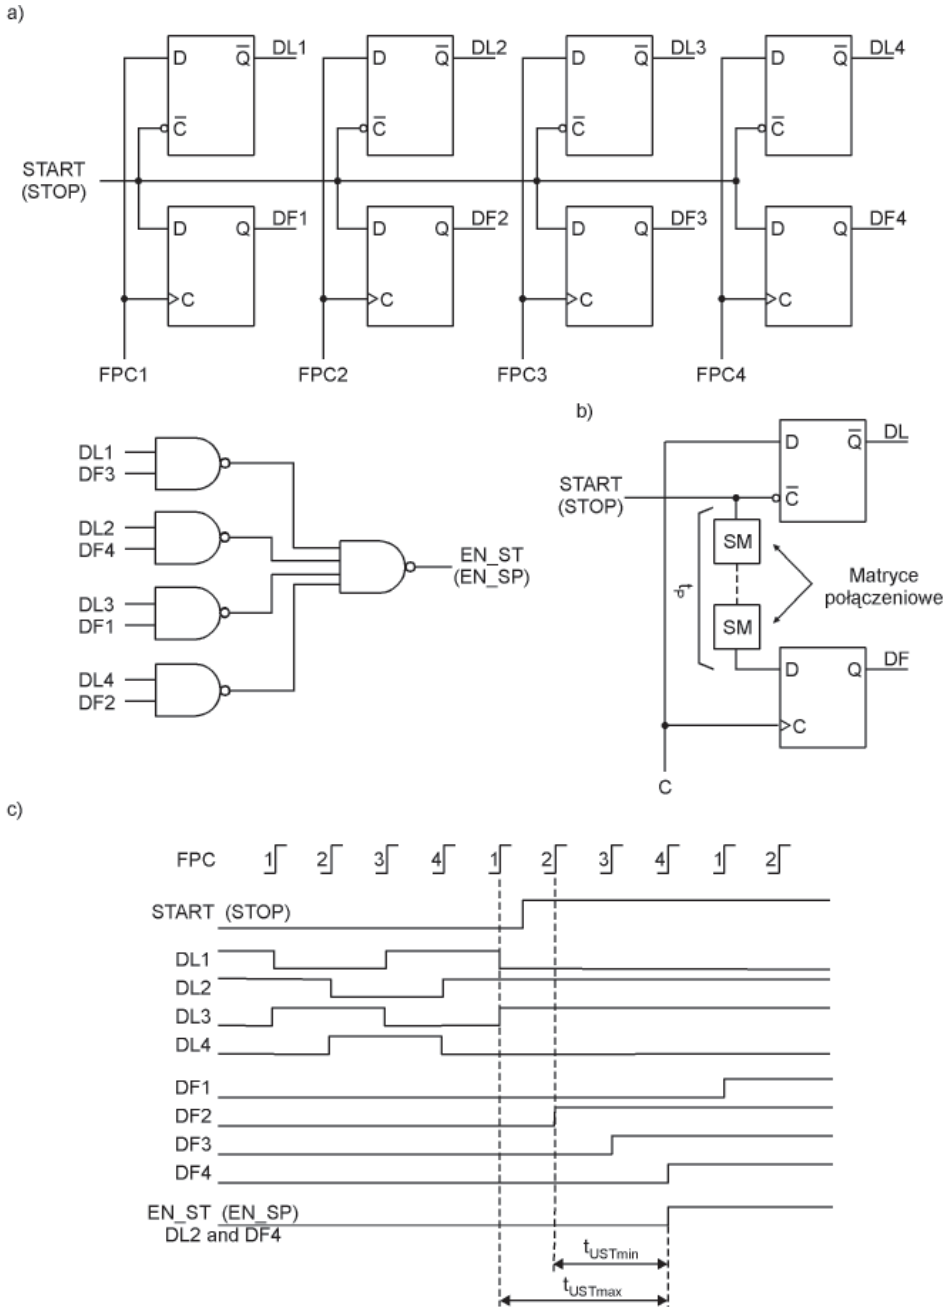 a)
D Q̅ DL1 D Q̅ DL2 D Q̅ DL3 D Q̅ DL4
C̅ C̅ C̅ C̅
START
(STOP)
D Q DF1 D Q DF2 D Q DF3 D Q DF4
C C C C
FPC1 FPC2 FPC3 FPC4
DL1
DF3
DL2
DF4
DL3
DF1
DL4
DF2
EN_ST
(EN_SP)
b)
D Q̅ DL
START
(STOP)
C̅
SM
tp
Matryce
połączeniowe
SM
D Q DF
C
C
c)
FPC 1 2 3 4 1 2 3 4 1 2
START (STOP)
DL1
DL2
DL3
DL4
DF1
DF2
DF3
DF4
EN_ST (EN_SP)
DL2 and DF4
tUSTmin
tUSTmax